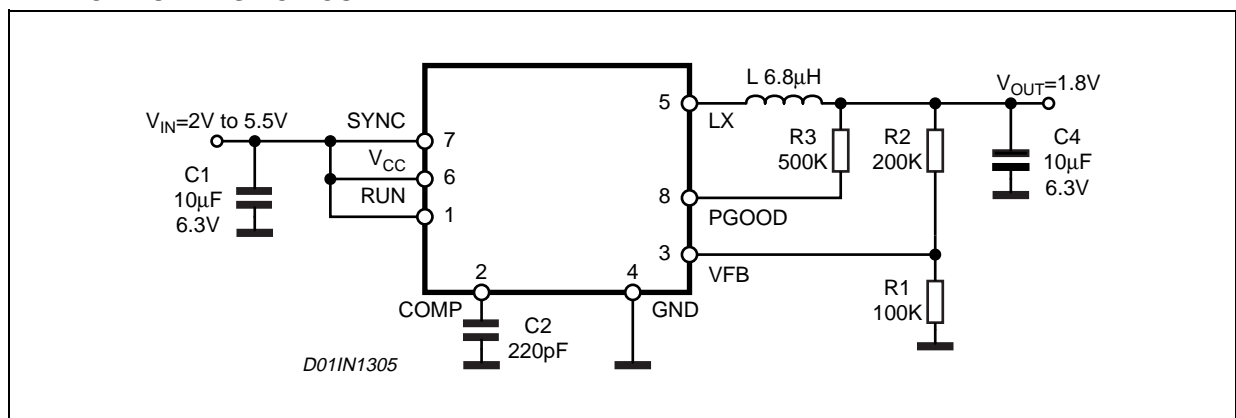 L 6.8µH
V_OUT=1.8V
5
LX
V_IN=2V to 5.5V
SYNC
7
R3
500K
R2
200K
C4
10µF
6.3V
V_CC
6
C1
10µF
6.3V
RUN
1
8
PGOOD
3
VFB
2
4
COMP
GND
R1
100K
C2
220pF
D01IN1305